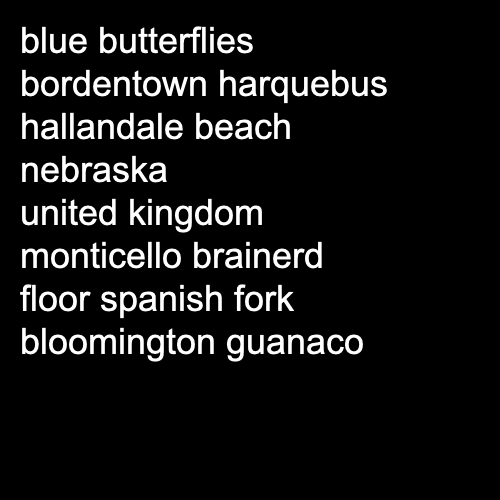 blue butterflies
bordentown harquebus
hallandale beach
nebraska
united kingdom
monticello brainerd
floor spanish fork
bloomington guanaco